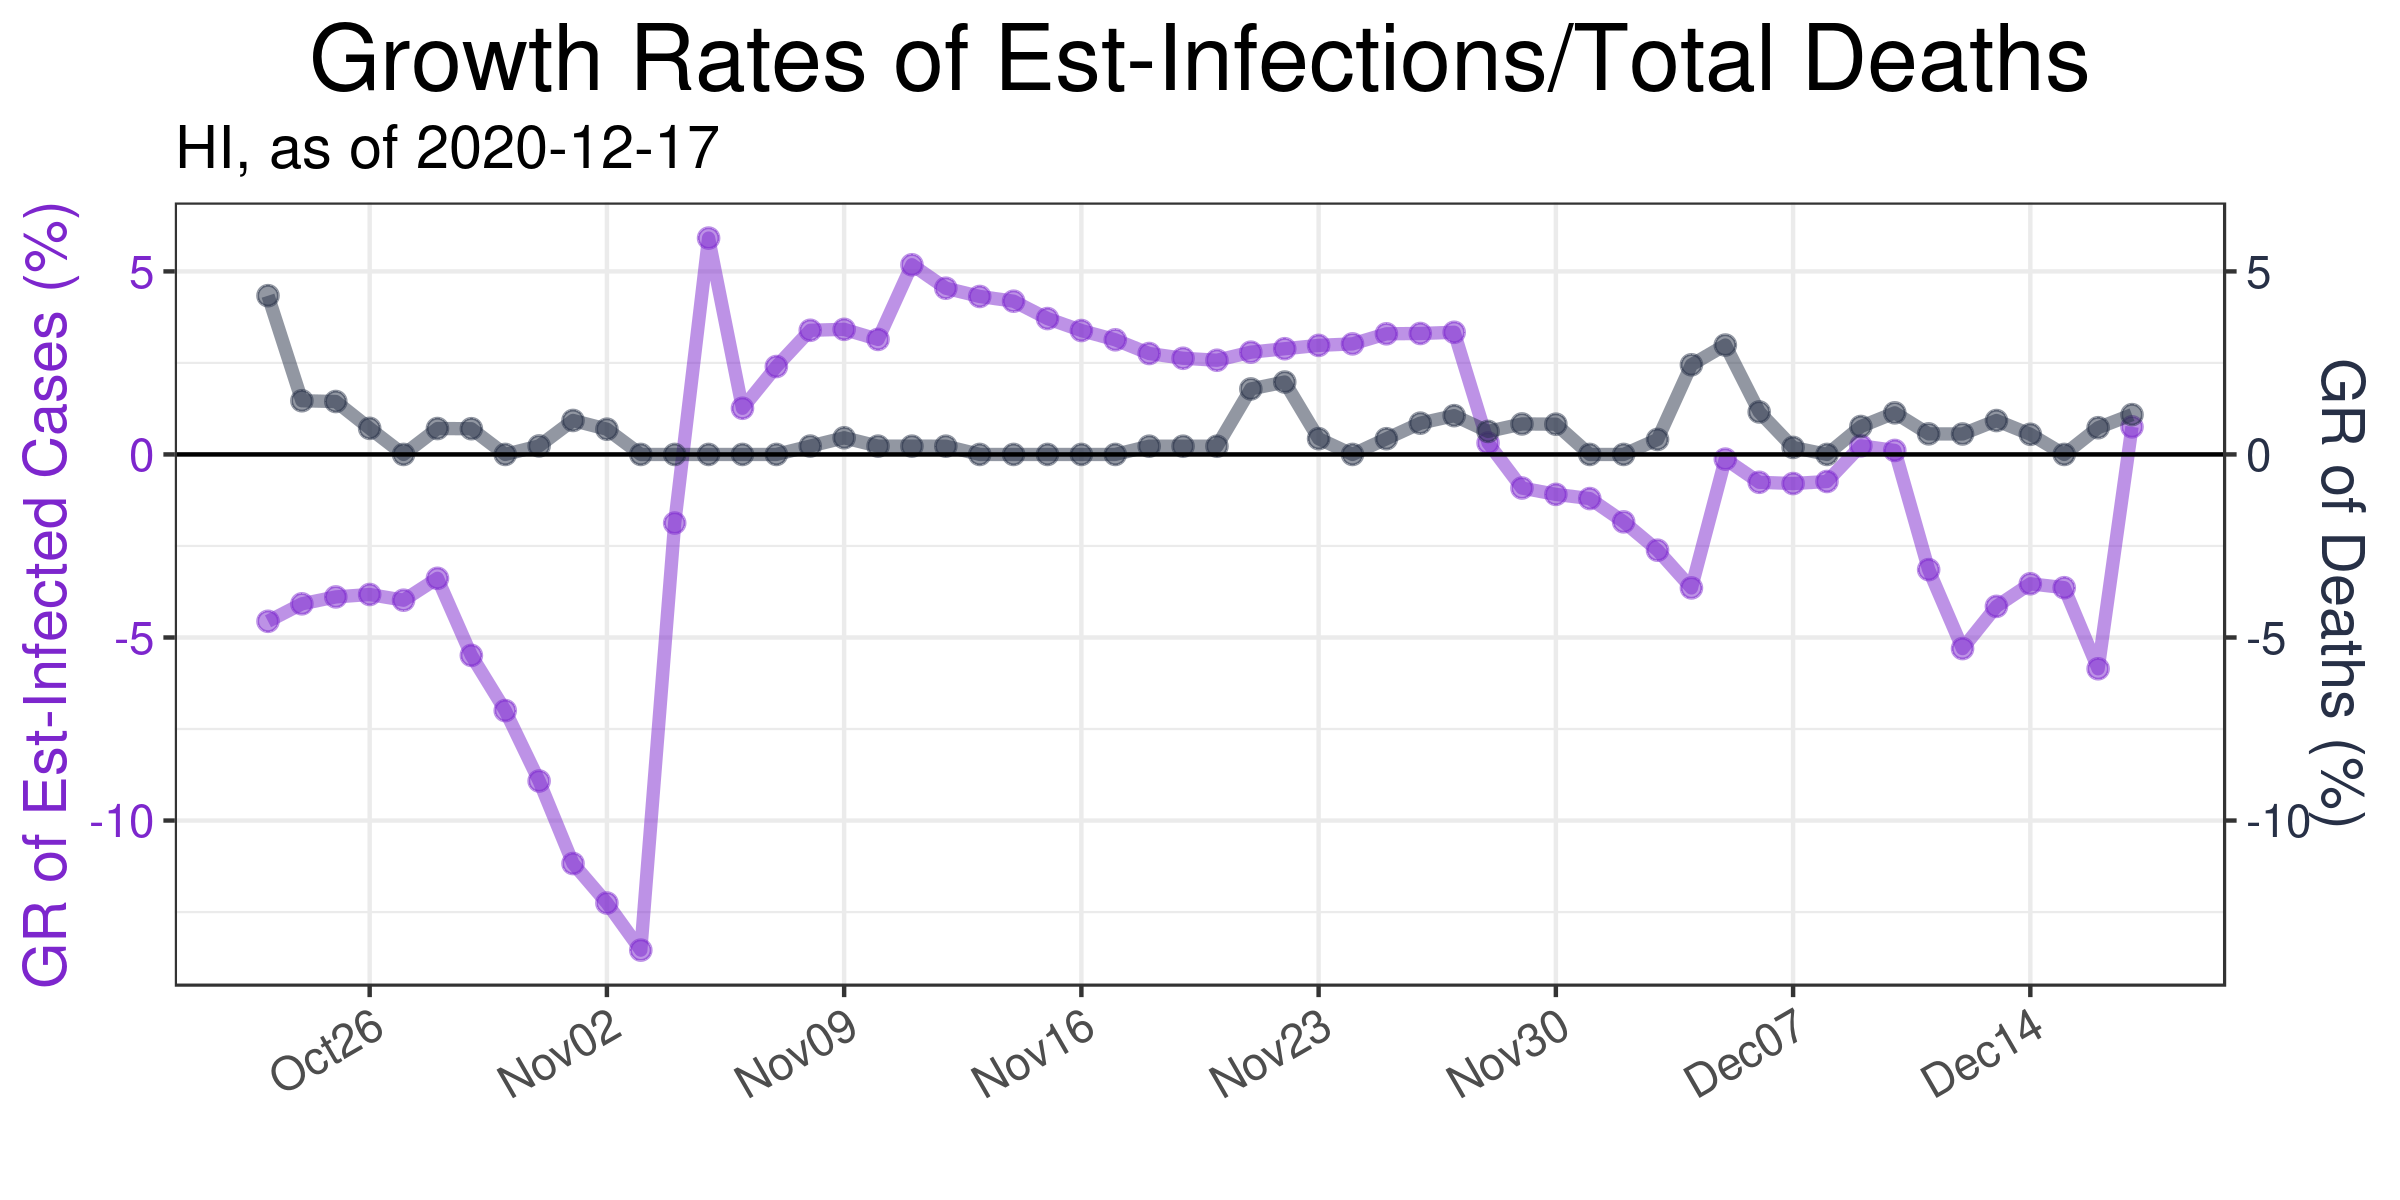 Growth Rates of Est-Infections/Total Deaths
HI, as of 2020-12-17
GR of Est-Infected Cases (%)
5
0
-5
-10
5
0
-5
-10
GR of Deaths (%)
Oct26
Nov02
Nov09
Nov16
Nov23
Nov30
Dec07
Dec14